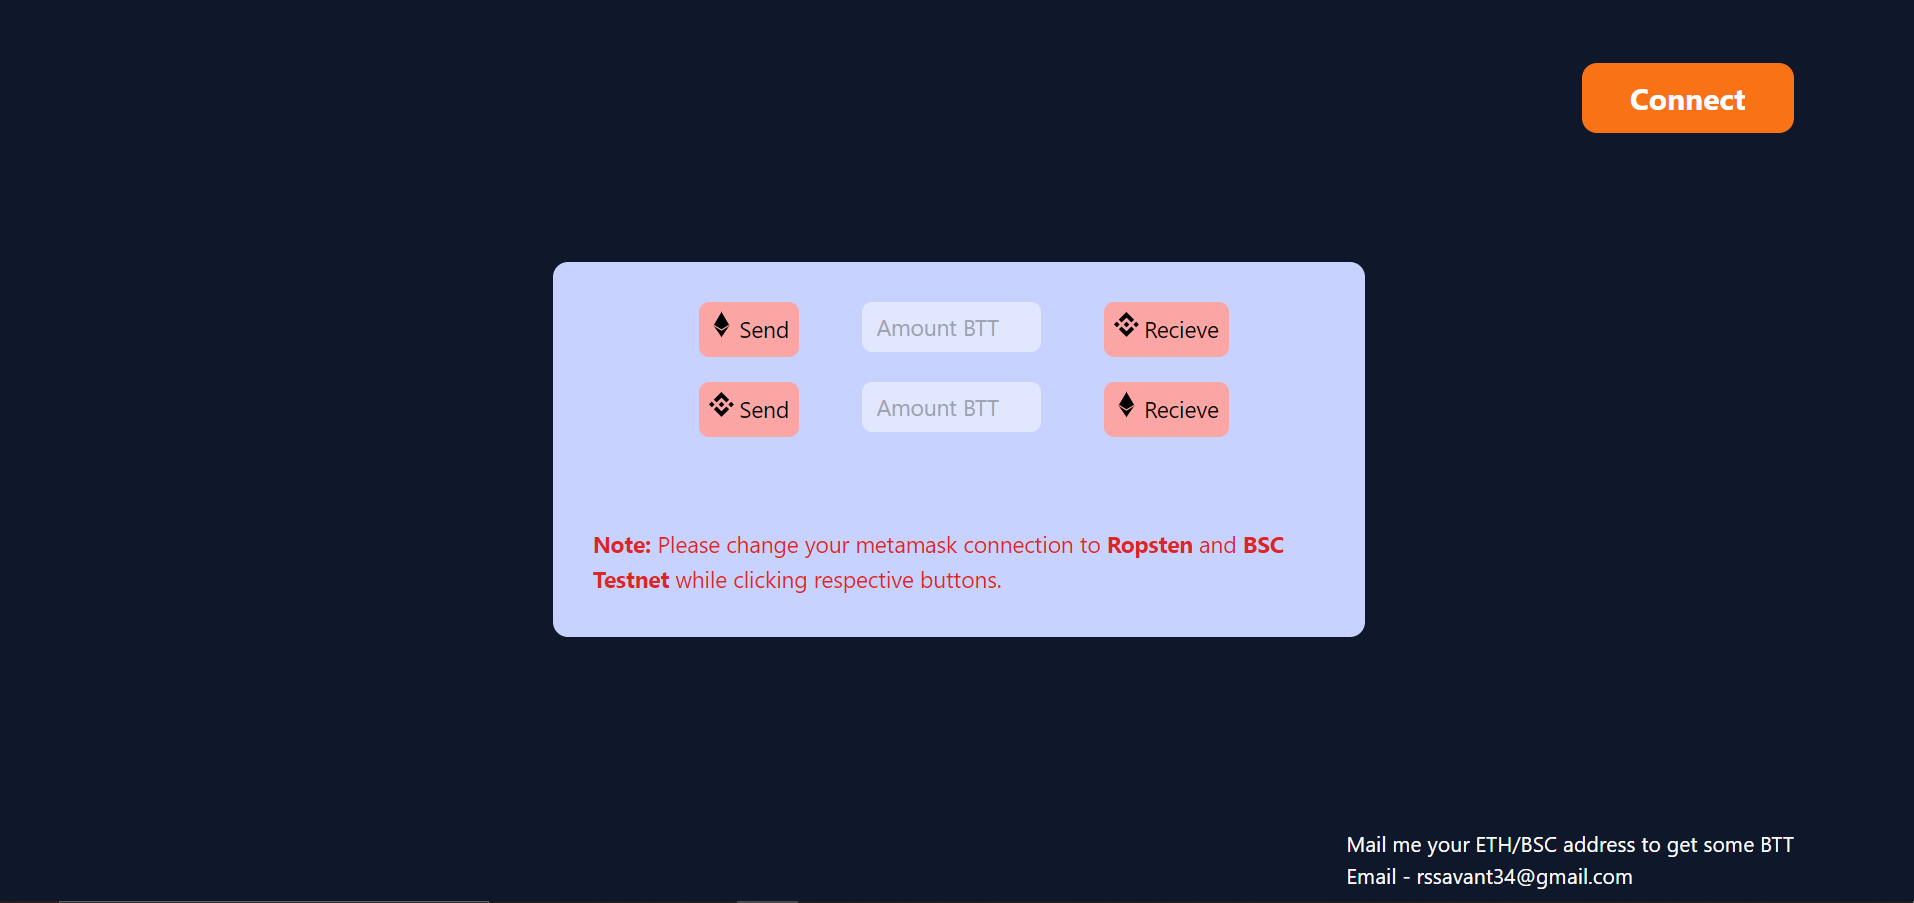 Connect
Send
Amount BTT
Recieve
Send
Amount BTT
Recieve
Note: Please change your metamask connection to Ropsten and BSC
Testnet while clicking respective buttons.
Mail me your ETH/BSC address to get some BTT
Email - rssavant34@gmail.com